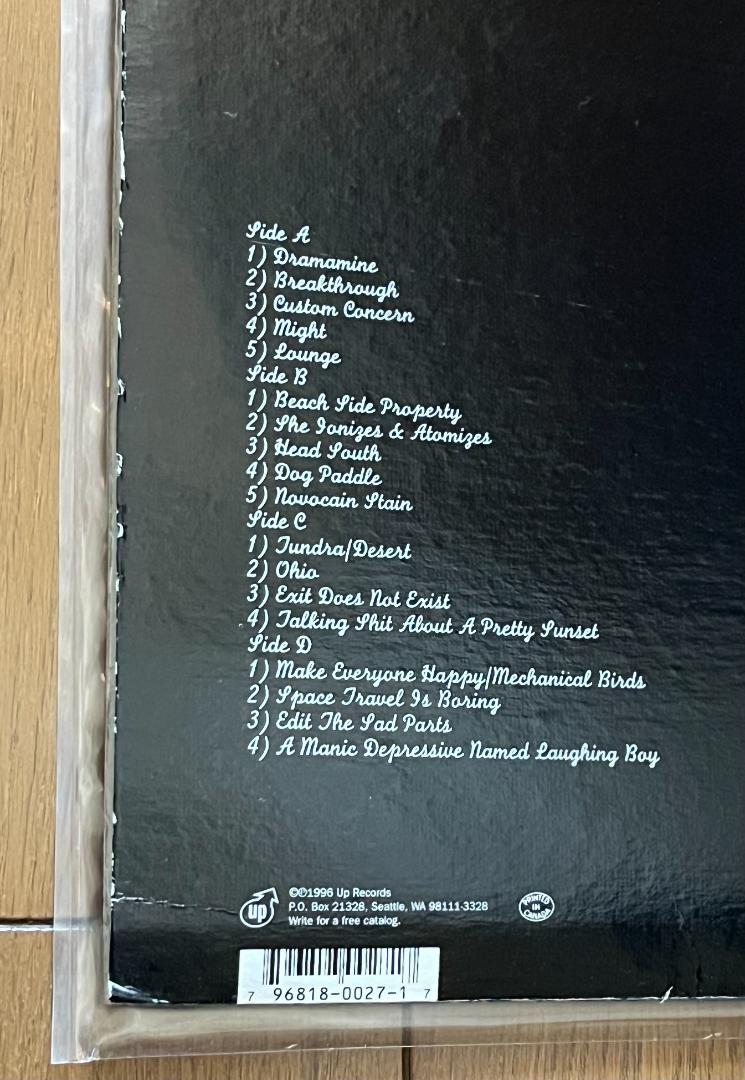 Side A
1) Dramamine
2) Breakthrough
3) Custom Concern
4) Might
5) Lounge
Side B
1) Beach Side Property
2) She Ionizes & Atomizes
3) Head South
4) Dog Paddle
5) Novocain Stain
Side C
1) Tundra/Desert
2) Ohio
3) Exit Does Not Exist
4) Talking Shit About A Pretty Sunset
Side D
1) Make Everyone Happy/Mechanical Birds
2) Space Travel Is Boring
3) Edit The Sad Parts
4) A Manic Depressive Named Laughing Boy
up
©℗1996 Up Records
P.O. Box 21328, Seattle, WA 98111-3328
Write for a free catalog.
PRINTED
IN
CANADA
7 96818-0027-1 7